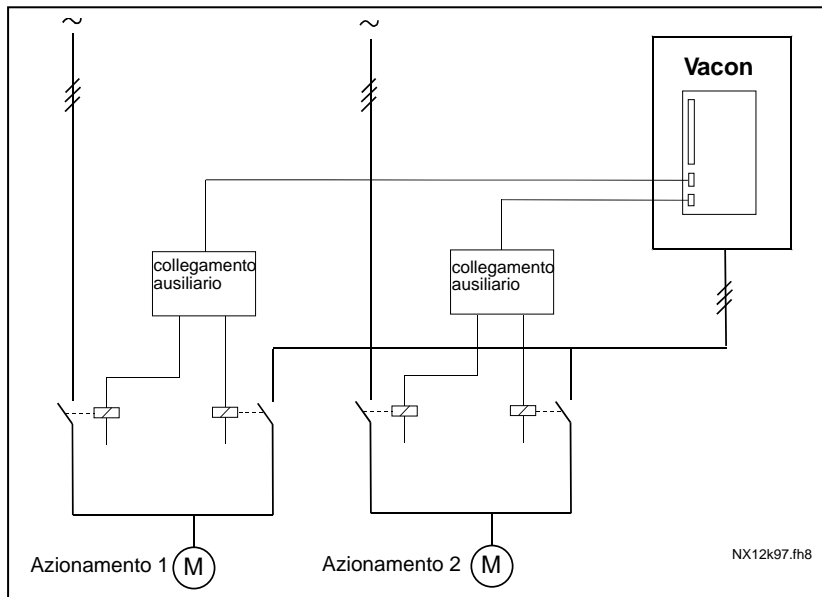 Vacon
collegamento
ausiliario
collegamento
ausiliario
Azionamento 1
M
Azionamento 2
M
NX12k97.fh8